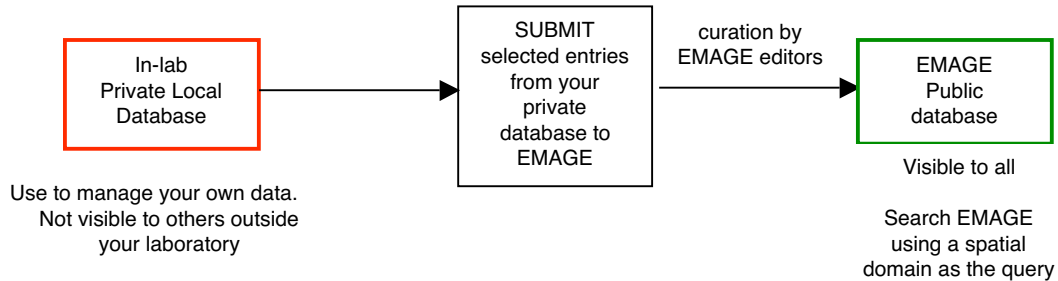 In-lab
Private Local
Database
Use to manage your own data.
Not visible to others outside
your laboratory
SUBMIT
selected entries
from your
private
database to
EMAGE
curation by
EMAGE editors
EMAGE
Public
database
Visible to all
Search EMAGE
using a spatial
domain as the query